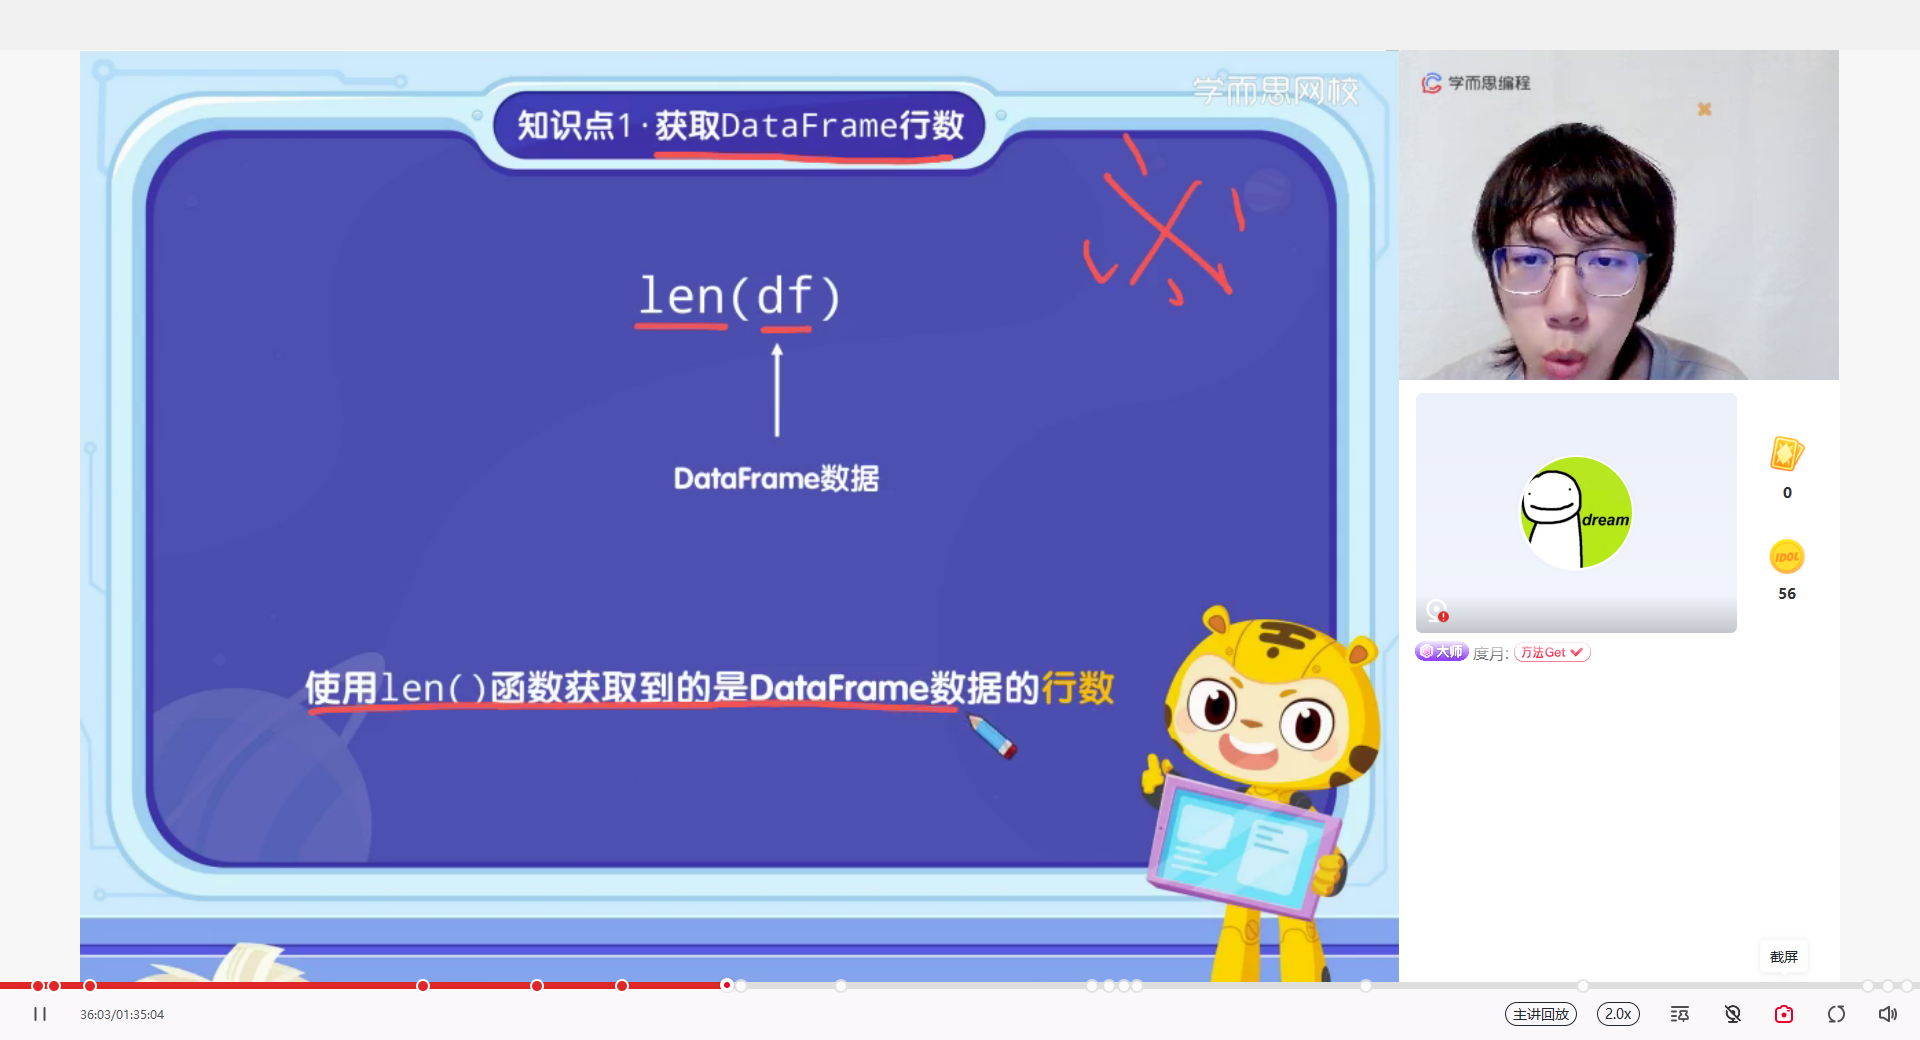 学而思网校
知识点1·获取DataFrame行数
len(df)
DataFrame数据
使用len()函数获取到的是DataFrame数据的行数
学而思编程
dream
0
IDOL
56
大师 度月: 方法Get
截屏
36:03/01:35:04
主讲回放
2.0x